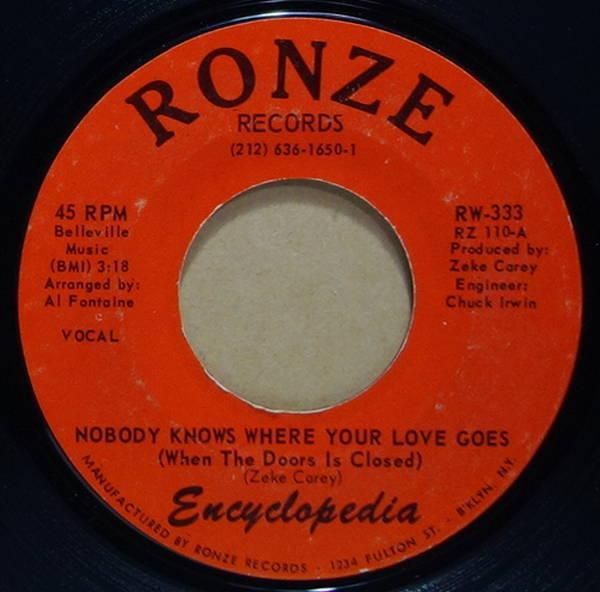 RONZE
RECORDS
(212) 636-1650-1
45 RPM
Belleville
Music
(BMI) 3:18
Arranged by:
Al Fontaine
VOCAL
RW-333
RZ 110-A
Produced by:
Zeke Carey
Engineer:
Chuck Irwin
NOBODY KNOWS WHERE YOUR LOVE GOES
(When The Doors Is Closed)
(Zeke Carey)
Encyclopedia
MANUFACTURED BY RONZE RECORDS - 1234 FULTON ST. - B'KLYN, N.Y.